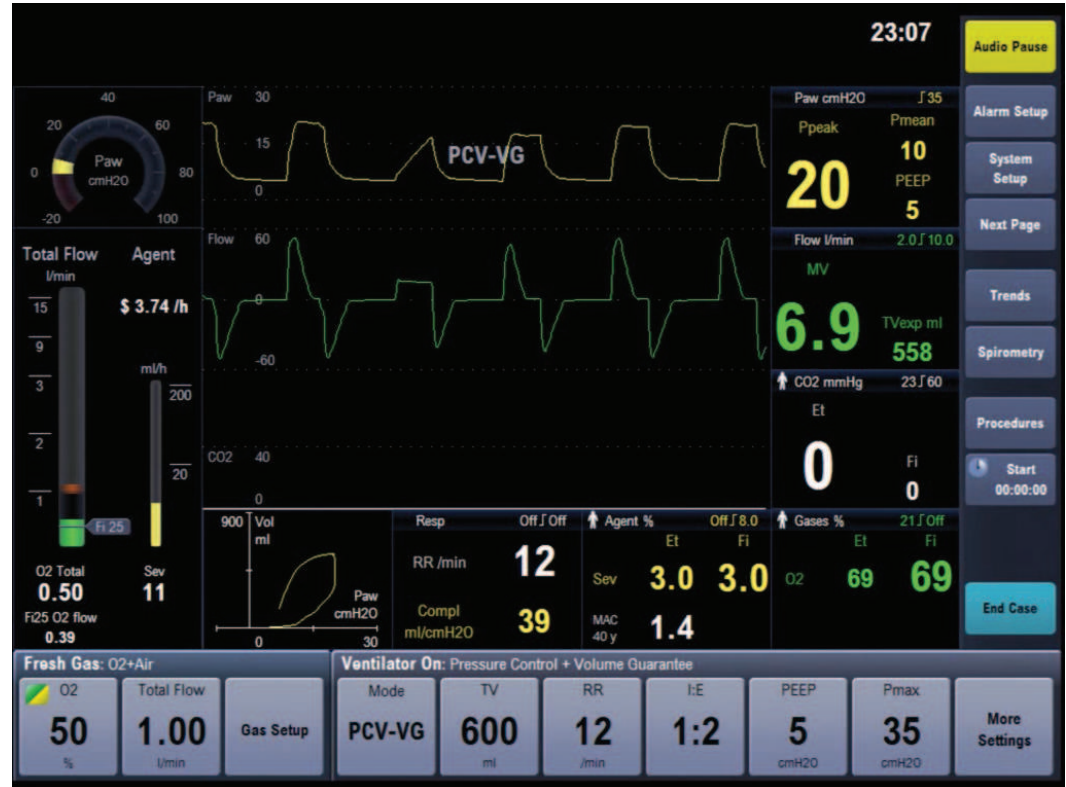 23:07
Audio Pause
Alarm Setup
System
Setup
Next Page
Trends
Spirometry
Procedures
Start
00:00:00
End Case
40
20 60
0 Paw
cmH2O 80
-20 100
Paw 30
15
0
PCV-VG
Paw cmH2O 35
Ppeak Pmean
20 10
PEEP
5
Total Flow Agent
l/min
15
9
3
2
1
$ 3.74 /h
ml/h
200
20
Fi 25
O2 Total Sev
0.50 11
Fi25 O2 flow
0.39
Flow 60
0
-60
Flow l/min 2.0 10.0
MV
6.9 TVexp ml
558
CO2 mmHg 23 60
Et
0 Fi
0
CO2 40
0
900 Vol
ml
Paw
cmH2O
0 30
Resp Off Off
RR /min 12
Compl
ml/cmH2O 39
Agent % Off 8.0
Et Fi
Sev 3.0 3.0
MAC
40 y 1.4
Gases % 21 Off
Et Fi
O2 69 69
Fresh Gas: O2+Air
O2 Total Flow
50 1.00 Gas Setup
% l/min
Ventilator On: Pressure Control + Volume Guarantee
Mode TV RR I:E PEEP Pmax
PCV-VG 600 12 1:2 5 35
ml /min cmH2O cmH2O
More
Settings